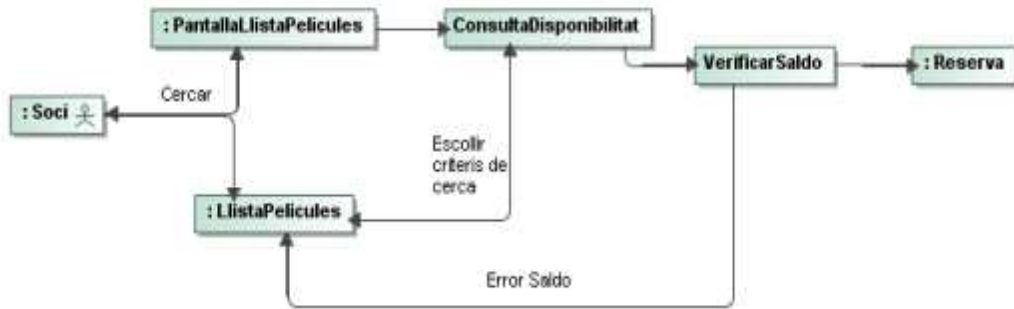 : PantallaLlistaPelicules
ConsultaDisponibilitat
VerificarSaldo
: Reserva
Cercar
: Soci
Escollir
criteris de
cerca
: LlistaPelicules
Error Saldo